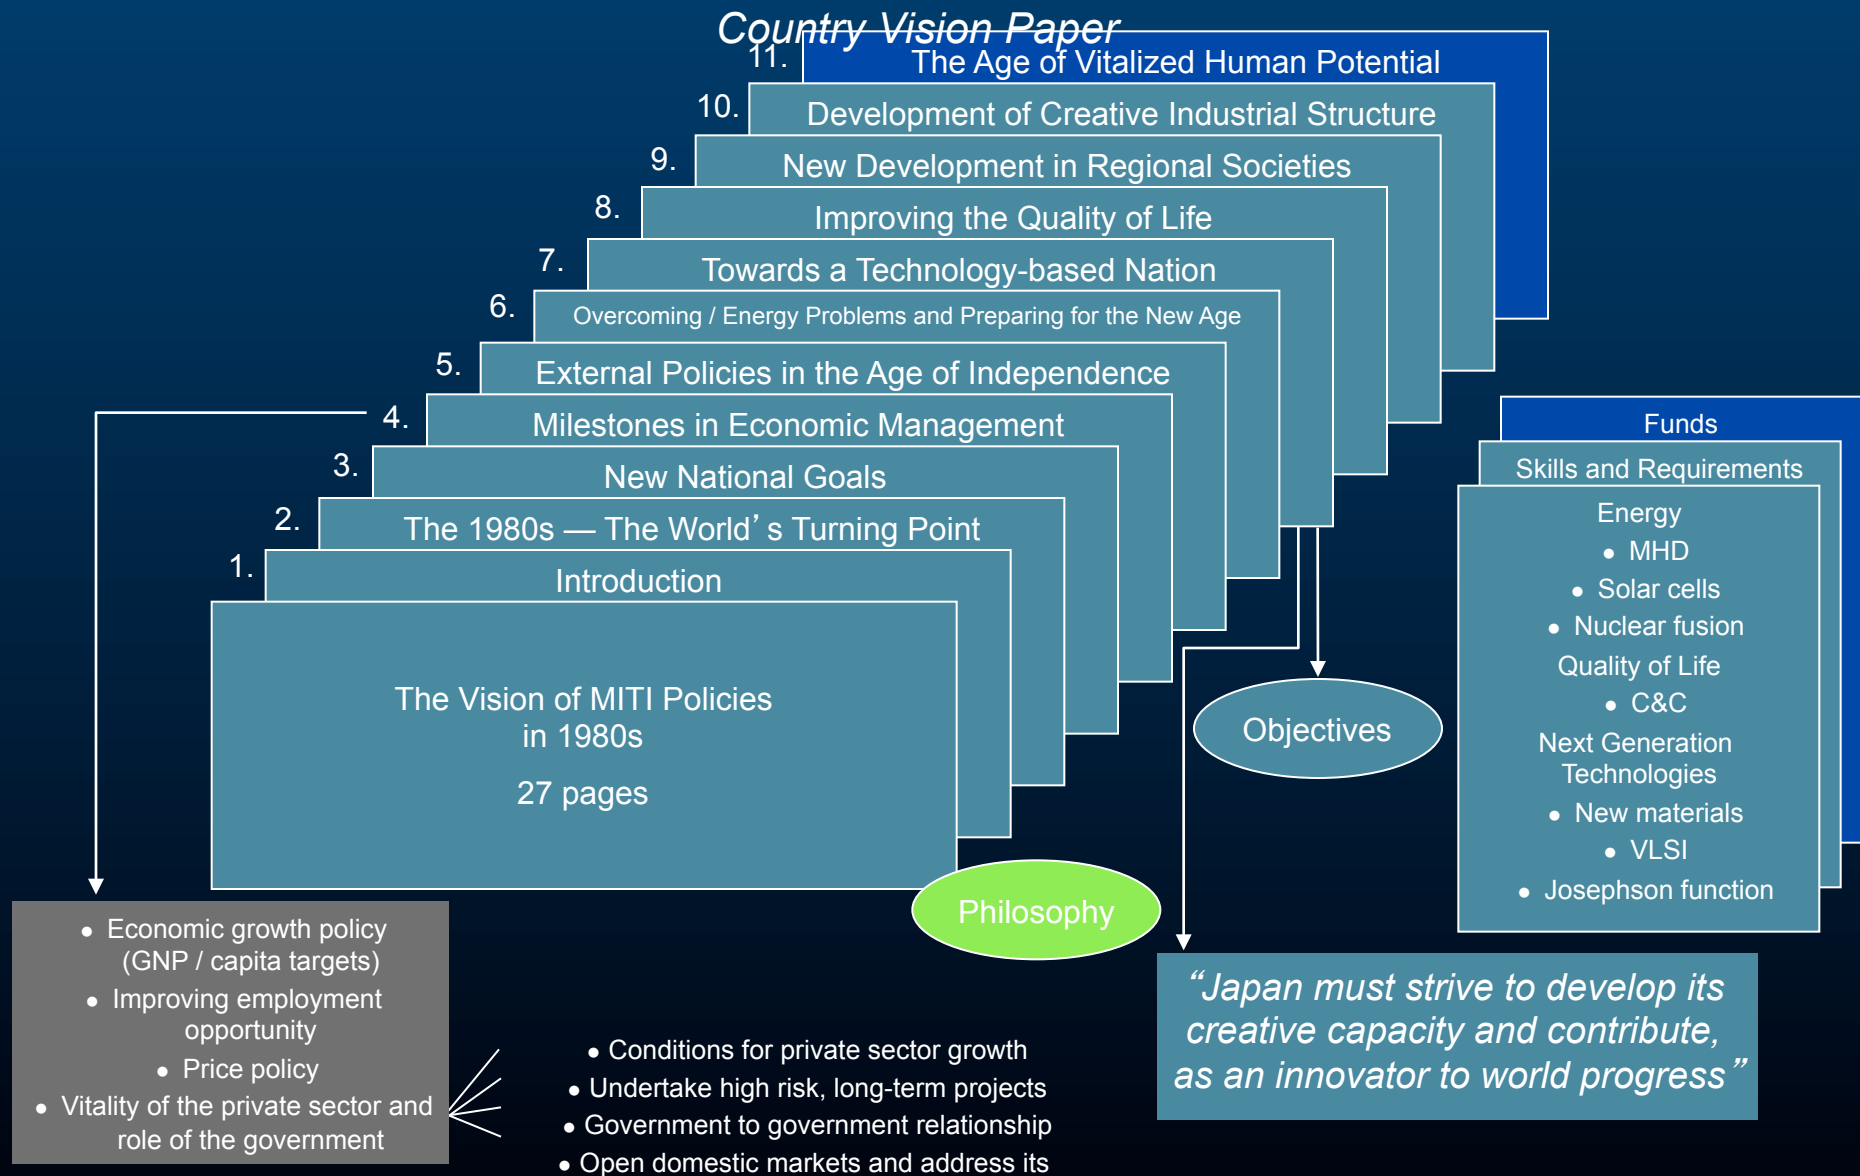 Country Vision Paper
11. The Age of Vitalized Human Potential
10. Development of Creative Industrial Structure
9. New Development in Regional Societies
8. Improving the Quality of Life
7. Towards a Technology-based Nation
6. Overcoming / Energy Problems and Preparing for the New Age
5. External Policies in the Age of Independence
4. Milestones in Economic Management
3. New National Goals
2. The 1980s — The World’s Turning Point
1. Introduction
The Vision of MITI Policies
in 1980s
27 pages
Philosophy
Objectives
Funds
Skills and Requirements
Energy
• MHD
• Solar cells
• Nuclear fusion
Quality of Life
• C&C
Next Generation
Technologies
• New materials
• VLSI
• Josephson function
• Economic growth policy
(GNP / capita targets)
• Improving employment
opportunity
• Price policy
• Vitality of the private sector and
role of the government
• Conditions for private sector growth
• Undertake high risk, long-term projects
• Government to government relationship
• Open domestic markets and address its
“Japan must strive to develop its
creative capacity and contribute,
as an innovator to world progress”